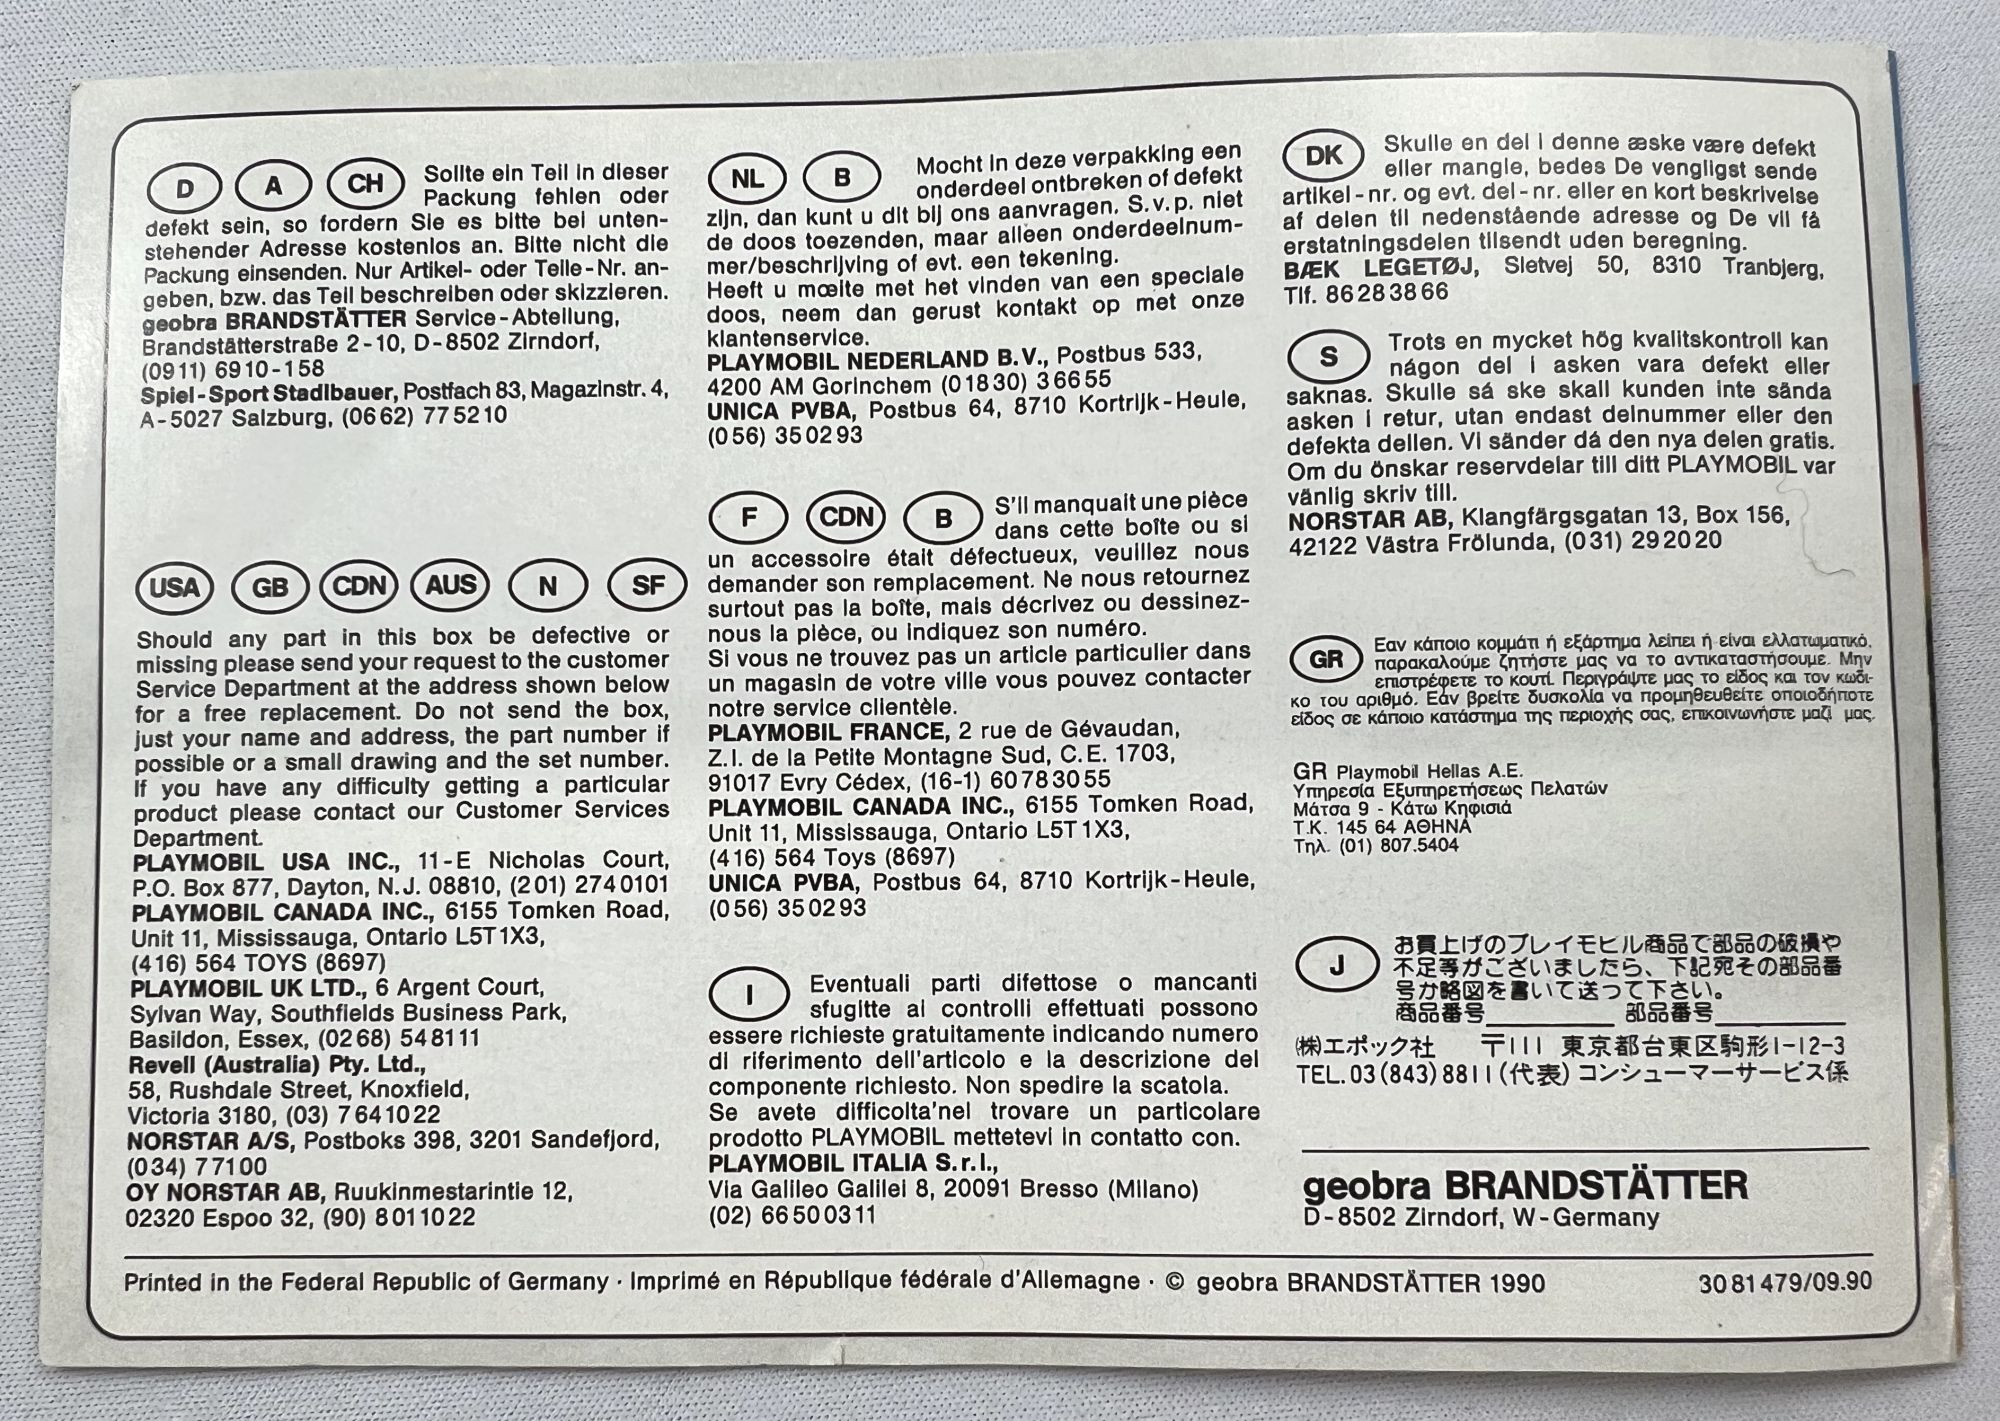 D A CH Sollte ein Teil in dieser
Packung fehlen oder
defekt sein, so fordern Sie es bitte bei unten-
stehender Adresse kostenlos an. Bitte nicht die
Packung einsenden. Nur Artikel- oder Teile-Nr. an-
geben, bzw. das Teil beschreiben oder skizzieren.
geobra BRANDSTÄTTER Service-Abteilung,
Brandstätterstraße 2-10, D-8502 Zirndorf,
(0911) 6910-158
Spiel-Sport Stadlbauer, Postfach 83, Magazinstr. 4,
A-5027 Salzburg, (0662) 775210
USA GB CDN AUS N SF
Should any part in this box be defective or
missing please send your request to the customer
Service Department at the address shown below
for a free replacement. Do not send the box,
just your name and address, the part number if
possible or a small drawing and the set number.
If you have any difficulty getting a particular
product please contact our Customer Services
Department.
PLAYMOBIL USA INC., 11-E Nicholas Court,
P.O. Box 877, Dayton, N.J. 08810, (201) 2740101
PLAYMOBIL CANADA INC., 6155 Tomken Road,
Unit 11, Mississauga, Ontario L5T1X3,
(416) 564 TOYS (8697)
PLAYMOBIL UK LTD., 6 Argent Court,
Sylvan Way, Southfields Business Park,
Basildon, Essex, (0268) 548111
Revell (Australia) Pty. Ltd.,
58, Rushdale Street, Knoxfield,
Victoria 3180, (03) 7641022
NORSTAR A/S, Postboks 398, 3201 Sandefjord,
(034) 77100
OY NORSTAR AB, Ruukinmestarintie 12,
02320 Espoo 32, (90) 8011022
NL B Mocht in deze verpakking een
onderdeel ontbreken of defekt
zijn, dan kunt u dit bij ons aanvragen. S.v.p. niet
de doos toezenden, maar alléén onderdeelnum-
mer/beschrijving of evt. een tekening.
Heeft u mœite met het vinden van een speciale
doos, neem dan gerust kontakt op met onze
klantenservice.
PLAYMOBIL NEDERLAND B.V., Postbus 533,
4200 AM Gorinchem (01830) 36655
UNICA PVBA, Postbus 64, 8710 Kortrijk-Heule,
(056) 350293
F CDN B S'il manquait une pièce
dans cette boîte ou si
un accessoire était défectueux, veuillez nous
demander son remplacement. Ne nous retournez
surtout pas la boîte, mais décrivez ou dessinez-
nous la pièce, ou indiquez son numéro.
Si vous ne trouvez pas un article particulier dans
un magasin de votre ville vous pouvez contacter
notre service clientèle.
PLAYMOBIL FRANCE, 2 rue de Gévaudan,
Z.I. de la Petite Montagne Sud, C.E. 1703,
91017 Evry Cédex, (16-1) 60783055
PLAYMOBIL CANADA INC., 6155 Tomken Road,
Unit 11, Mississauga, Ontario L5T1X3,
(416) 564 Toys (8697)
UNICA PVBA, Postbus 64, 8710 Kortrijk-Heule,
(056) 350293
I Eventuali parti difettose o mancanti
sfugitte ai controlli effettuati possono
essere richieste gratuitamente indicando numero
di riferimento dell'articolo e la descrizione del
componente richiesto. Non spedire la scatola.
Se avete difficolta'nel trovare un particolare
prodotto PLAYMOBIL mettetevi in contatto con.
PLAYMOBIL ITALIA S.r.l.,
Via Galileo Galilei 8, 20091 Bresso (Milano)
(02) 66500311
DK Skulle en del i denne æske være defekt
eller mangle, bedes De vengligst sende
artikel-nr. og evt. del-nr. eller en kort beskrivelse
af delen til nedenstående adresse og De vil få
erstatningsdelen tilsendt uden beregning.
BÆK LEGETØJ, Sletvej 50, 8310 Tranbjerg,
Tlf. 86283866
S Trots en mycket hög kvalitskontroll kan
någon del i asken vara defekt eller
saknas. Skulle så ske skall kunden inte sända
asken i retur, utan endast delnummer eller den
defekta dellen. Vi sänder då den nya delen gratis.
Om du önskar reservdelar till ditt PLAYMOBIL var
vänlig skriv till.
NORSTAR AB, Klangfärgsgatan 13, Box 156,
42122 Västra Frölunda, (031) 292020
GR Εαν κάποιο κομμάτι ή εξάρτημα λείπει ή είναι ελλατωματικό,
παρακαλούμε ζητήστε μας να το αντικαταστήσουμε. Μην
επιστρέφετε το κουτί. Περιγράψτε μας το είδος και τον κωδι-
κο του αριθμό. Εάν βρείτε δυσκολία να προμηθευθείτε οποιοδήποτε
είδος σε κάποιο κατάστημα της περιοχής σας, επικοινωνήστε μαζί μας.
GR Playmobil Hellas A.E.
Υπηρεσία Εξυπηρετήσεως Πελατών
Μάτσα 9 - Κάτω Κηφισιά
Τ.Κ. 145 64 ΑΘΗΝΑ
Τηλ. (01) 807.5404
J お買上げのプレイモビル商品で部品の破損や
不足等がございましたら、下記宛その部品番
号か略図を書いて送って下さい。
商品番号 部品番号
(株)エポック社 〒111 東京都台東区駒形1-12-3
TEL.03(843)8811(代表)コンシューマーサービス係
geobra BRANDSTÄTTER
D-8502 Zirndorf, W-Germany
Printed in the Federal Republic of Germany · Imprimé en République fédérale d'Allemagne · © geobra BRANDSTÄTTER 1990
3081479/09.90